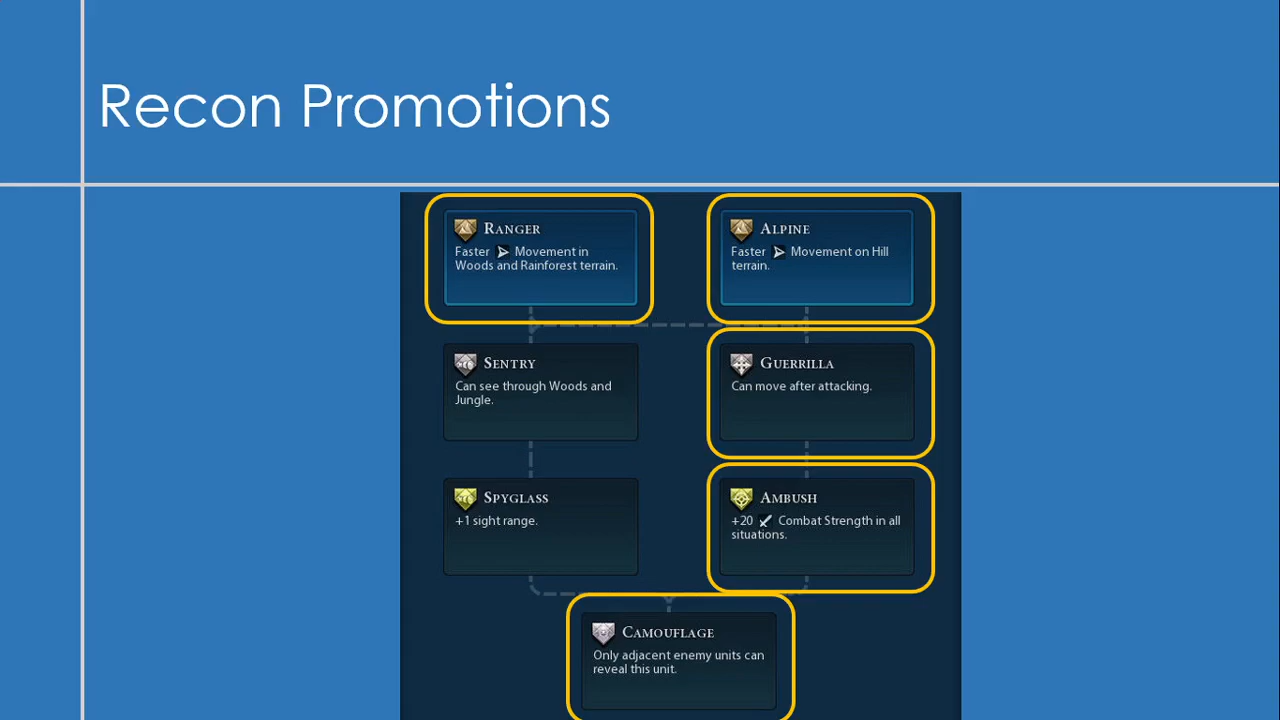 Recon Promotions
RANGER
Faster Movement in
Woods and Rainforest terrain.
ALPINE
Faster Movement on Hill
terrain.
SENTRY
Can see through Woods and
Jungle.
GUERRILLA
Can move after attacking.
SPYGLASS
+1 sight range.
AMBUSH
+20 Combat Strength in all
situations.
CAMOUFLAGE
Only adjacent enemy units can
reveal this unit.